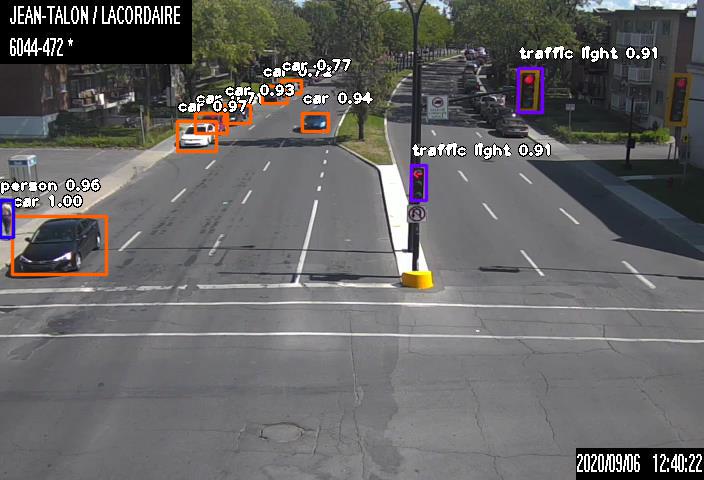 JEAN-TALON / LACORDAIRE
6044-472 *
traffic light 0.91
car 0.77
car 0.93
car 0.97
car 0.94
traffic light 0.91
person 0.96
car 1.00
2020/09/06 12:40:22